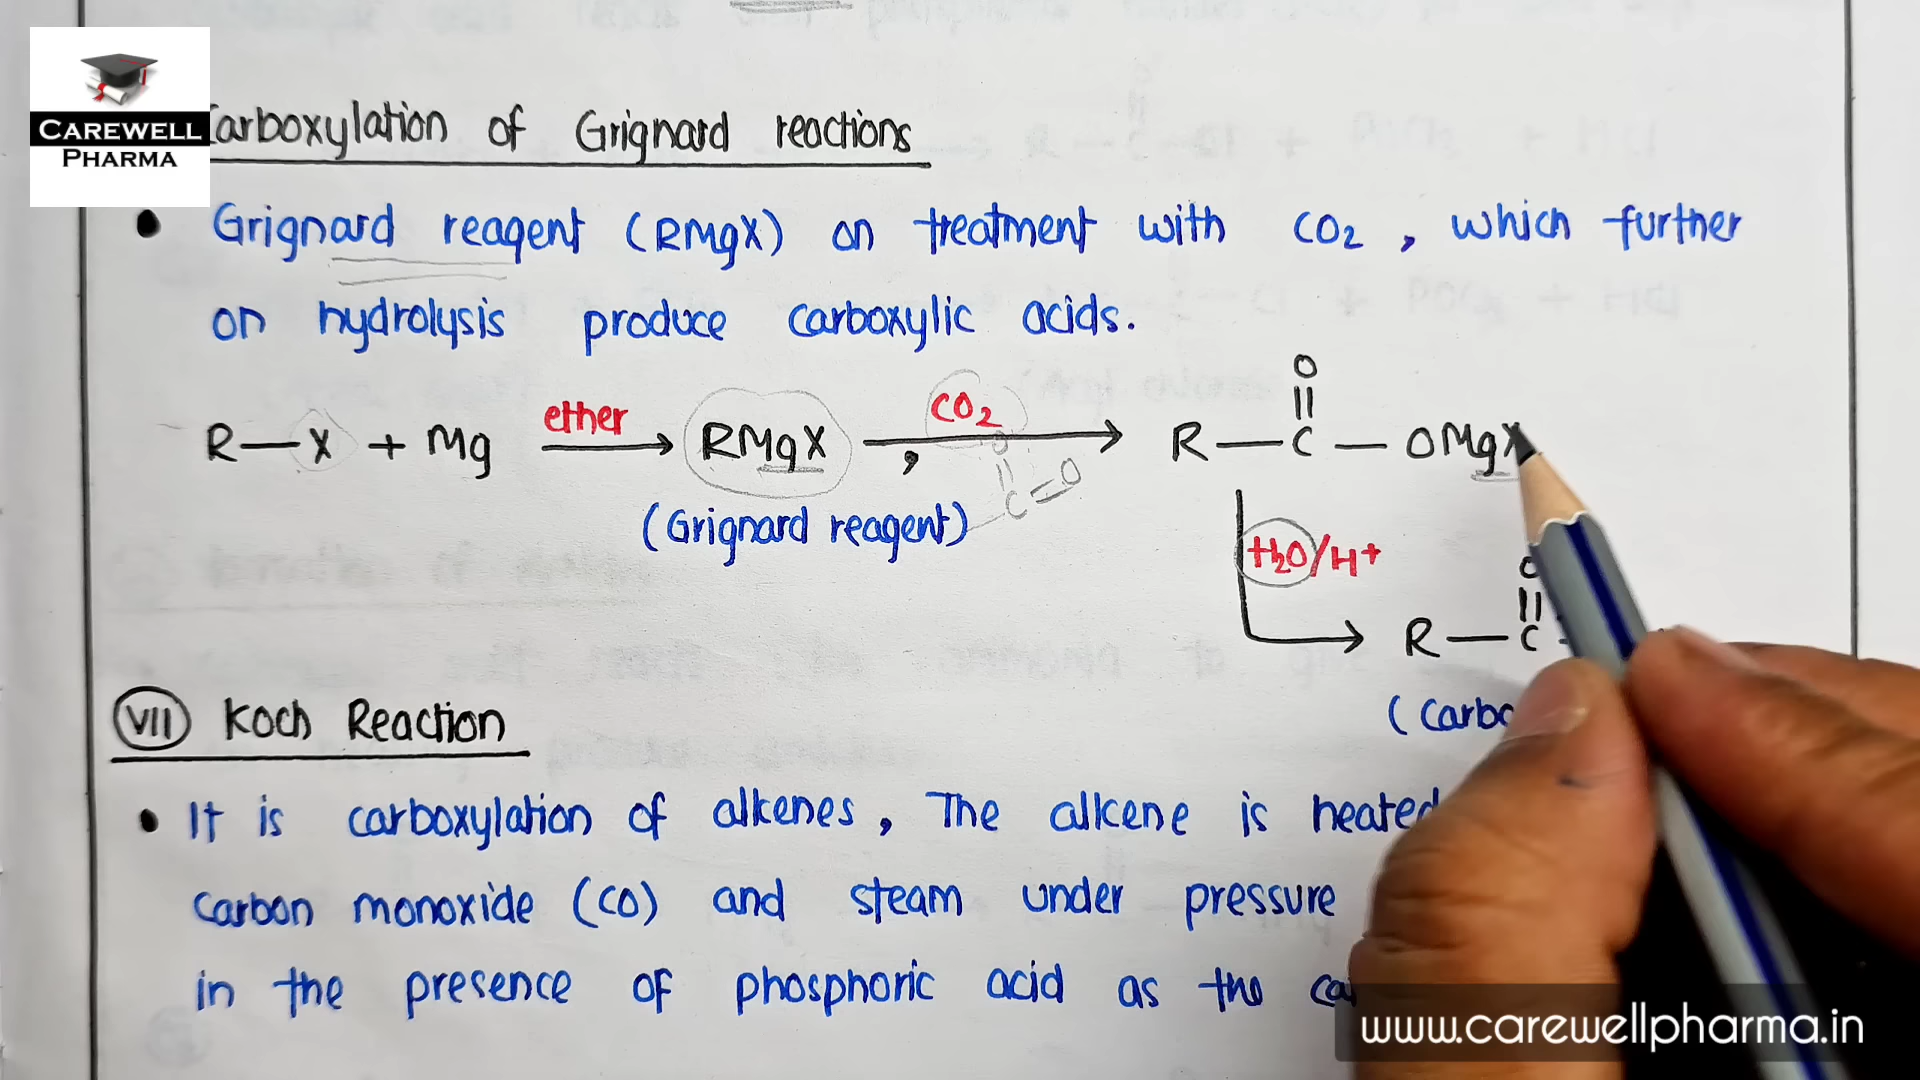 CAREWELL
PHARMA
Carboxylation of Grignard reactions
• Grignard reagent (RMgX) on treatment with CO2, which further
on hydrolysis produce carboxylic acids.
O
R—X + Mg ether → RMgX , CO2 → R—C—OMgX
O
C=O
(Grignard reagent)
H2O/H+
O
R—C
(Carbo
VII Koch Reaction
• It is carboxylation of alkenes, The alkene is heated
carbon monoxide (CO) and steam under pressure
in the presence of phosphoric acid as the ca
www.carewellpharma.in